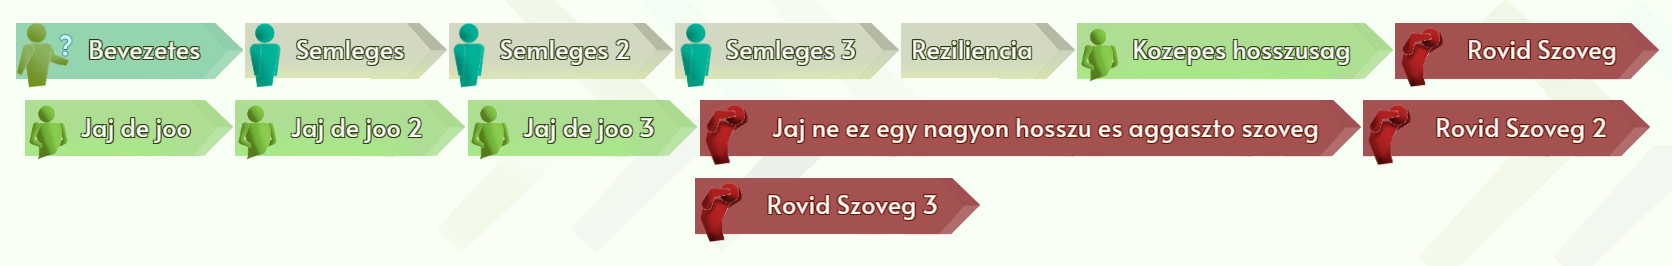 ? Bevezetes Semleges Semleges 2 Semleges 3 Reziliencia Kozepes hosszusag Rovid Szoveg
Jaj de joo Jaj de joo 2 Jaj de joo 3 Jaj ne ez egy nagyon hosszu es aggaszto szoveg Rovid Szoveg 2
Rovid Szoveg 3